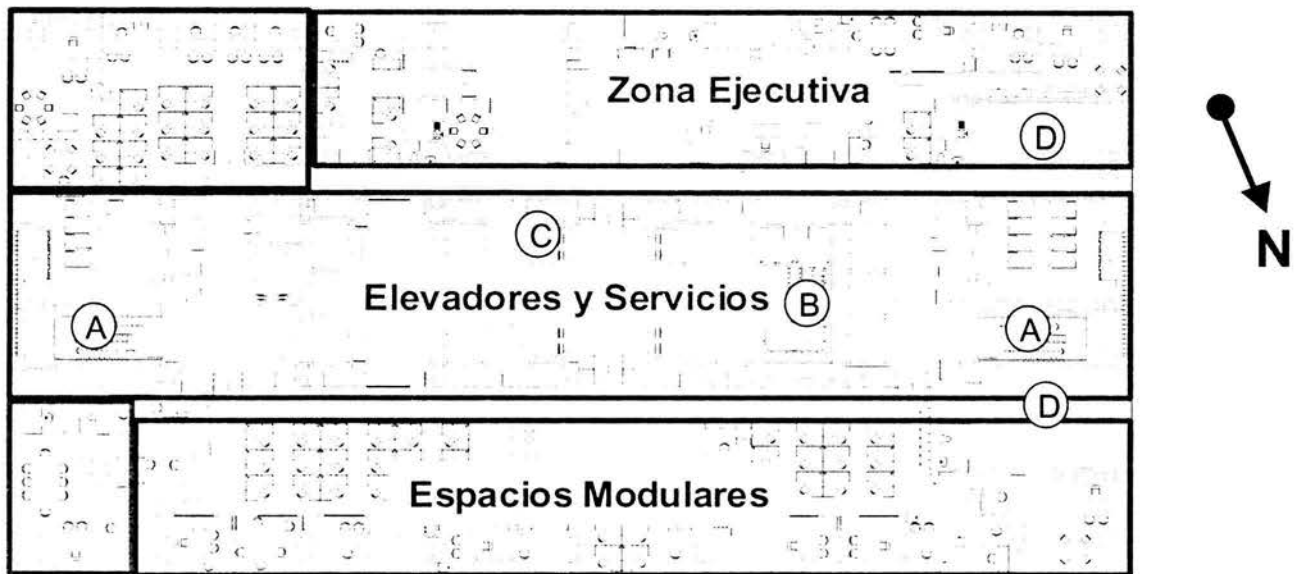 Zona Ejecutiva
D
N
C
Elevadores y Servicios
B
A
A
D
Espacios Modulares